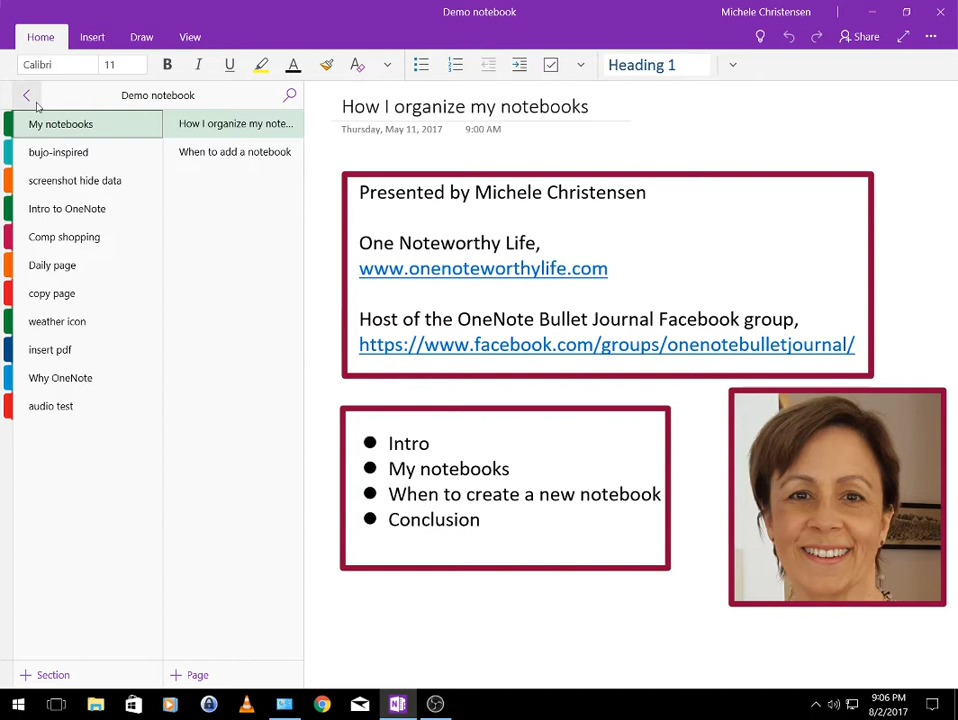 Demo notebook
Michele Christensen
Home
Insert
Draw
View
Share
Calibri
11
B
I
U
A
Heading 1
Demo notebook
My notebooks
bujo-inspired
screenshot hide data
Intro to OneNote
Comp shopping
Daily page
copy page
weather icon
insert pdf
Why OneNote
audio test
How I organize my note...
When to add a notebook
How I organize my notebooks
Thursday, May 11, 2017 9:00 AM
Presented by Michele Christensen
One Noteworthy Life,
www.onenoteworthylife.com
Host of the OneNote Bullet Journal Facebook group,
https://www.facebook.com/groups/onenotebulletjournal/
Intro
My notebooks
When to create a new notebook
Conclusion
+ Section
+ Page
9:06 PM
8/2/2017